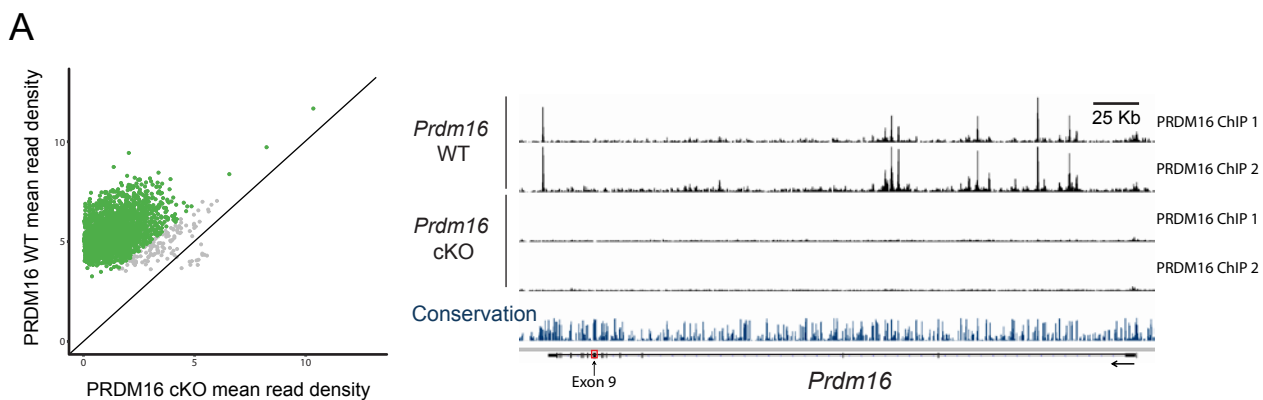 A
PRDM16 WT mean read density
10
5
0
0
5
10
PRDM16 cKO mean read density
Prdm16
WT
Prdm16
cKO
25 Kb
PRDM16 ChIP 1
PRDM16 ChIP 2
PRDM16 ChIP 1
PRDM16 ChIP 2
Conservation
Exon 9
Prdm16